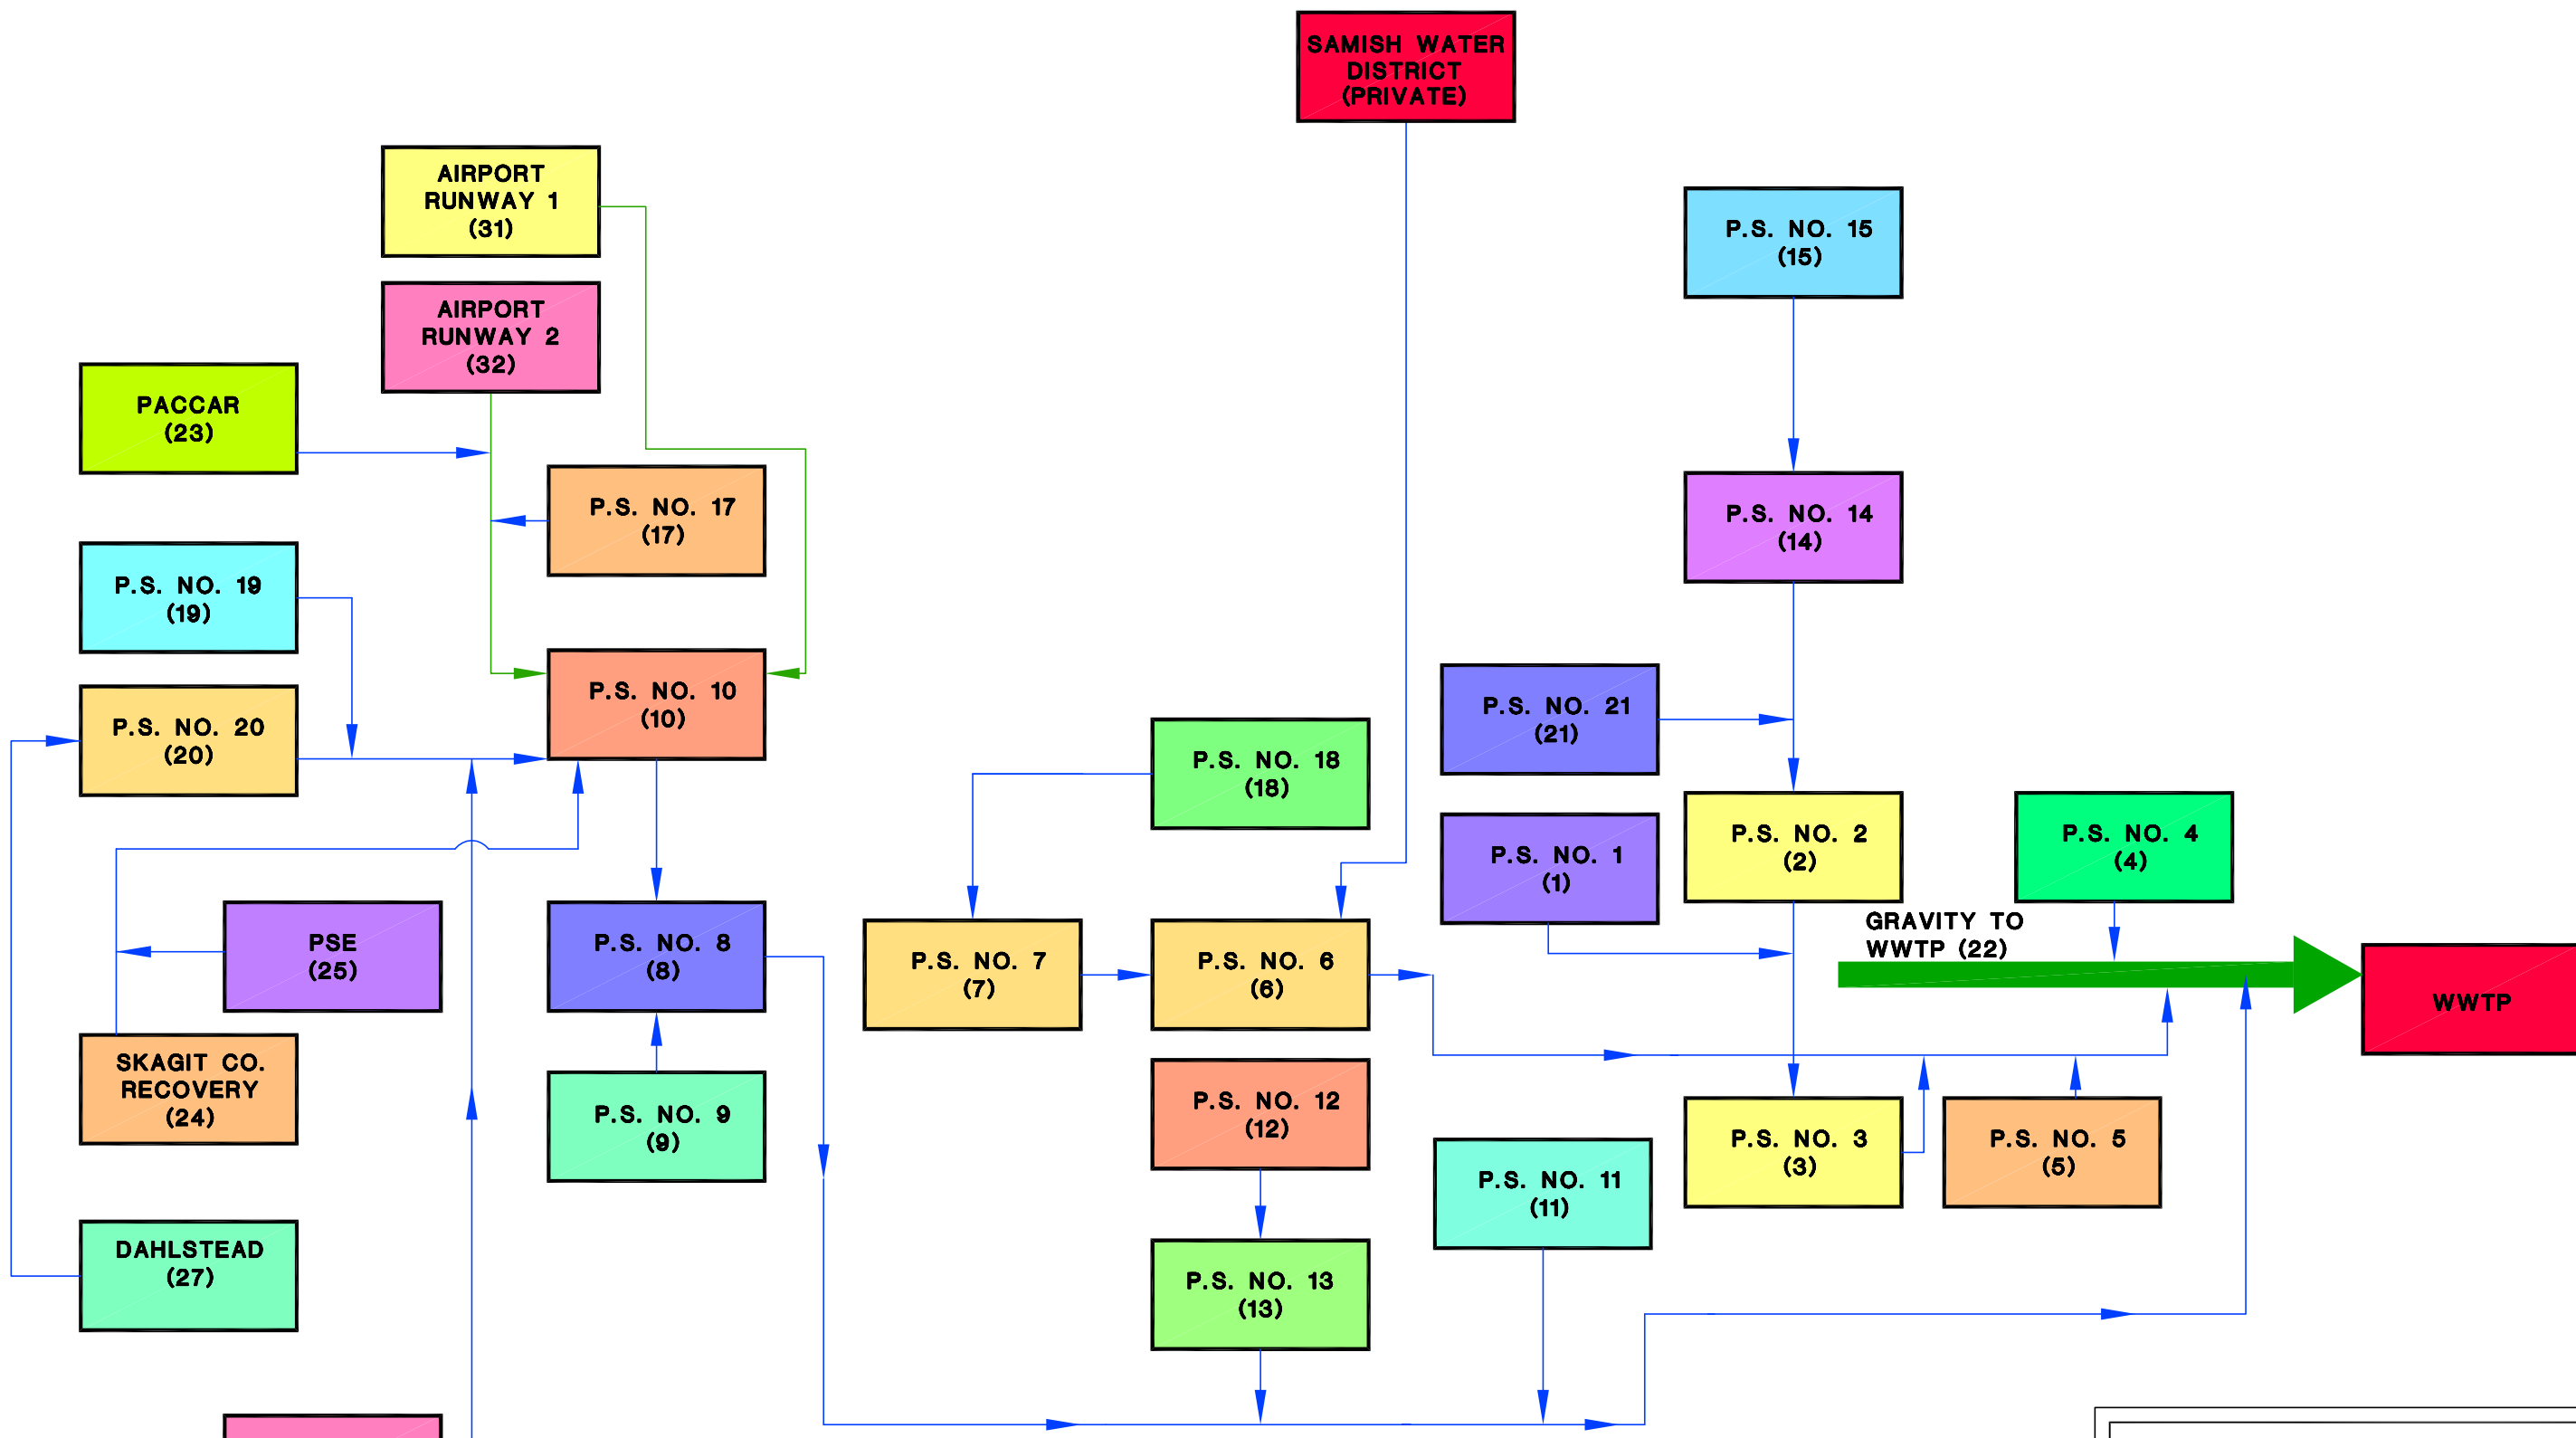 SAMISH WATER
DISTRICT
(PRIVATE)
AIRPORT
RUNWAY 1
(31)
P.S. NO. 15
(15)
AIRPORT
RUNWAY 2
(32)
PACCAR
(23)
P.S. NO. 17
(17)
P.S. NO. 14
(14)
P.S. NO. 19
(19)
P.S. NO. 10
(10)
P.S. NO. 21
(21)
P.S. NO. 20
(20)
P.S. NO. 18
(18)
P.S. NO. 1
(1)
P.S. NO. 2
(2)
P.S. NO. 4
(4)
GRAVITY TO
WWTP (22)
PSE
(25)
P.S. NO. 8
(8)
P.S. NO. 7
(7)
P.S. NO. 6
(6)
WWTP
SKAGIT CO.
RECOVERY
(24)
P.S. NO. 9
(9)
P.S. NO. 12
(12)
P.S. NO. 3
(3)
P.S. NO. 5
(5)
P.S. NO. 11
(11)
DAHLSTEAD
(27)
P.S. NO. 13
(13)